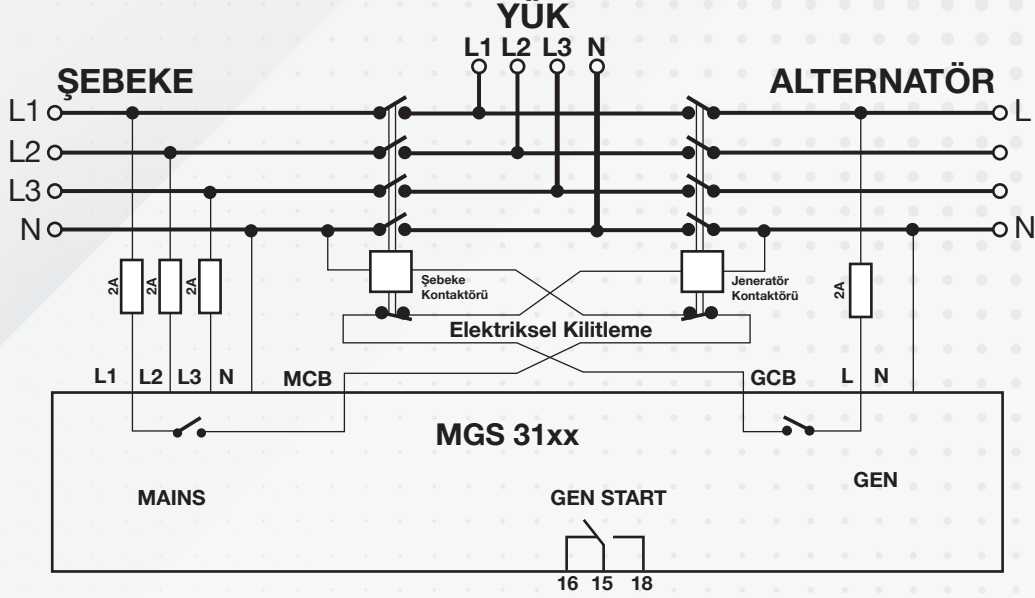 YÜK
L1 L2 L3 N
ŞEBEKE
ALTERNATÖR
L1
L
L2
L3
N
N
2A
2A
2A
Şebeke
Kontaktörü
Jeneratör
Kontaktörü
2A
Elektriksel Kilitleme
L1 L2 L3 N MCB GCB L N
MGS 31xx
MAINS
GEN START
GEN
16 15 18